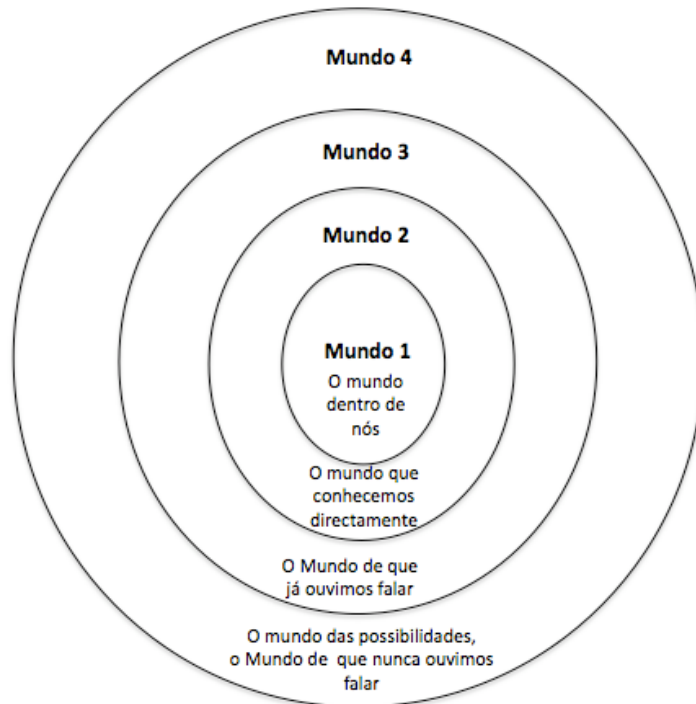 Mundo 4
Mundo 3
Mundo 2
Mundo 1
O mundo
dentro de
nós
O mundo que
conhecemos
directamente
O Mundo de que
já ouvimos falar
O mundo das possibilidades,
o Mundo de que nunca ouvimos
falar